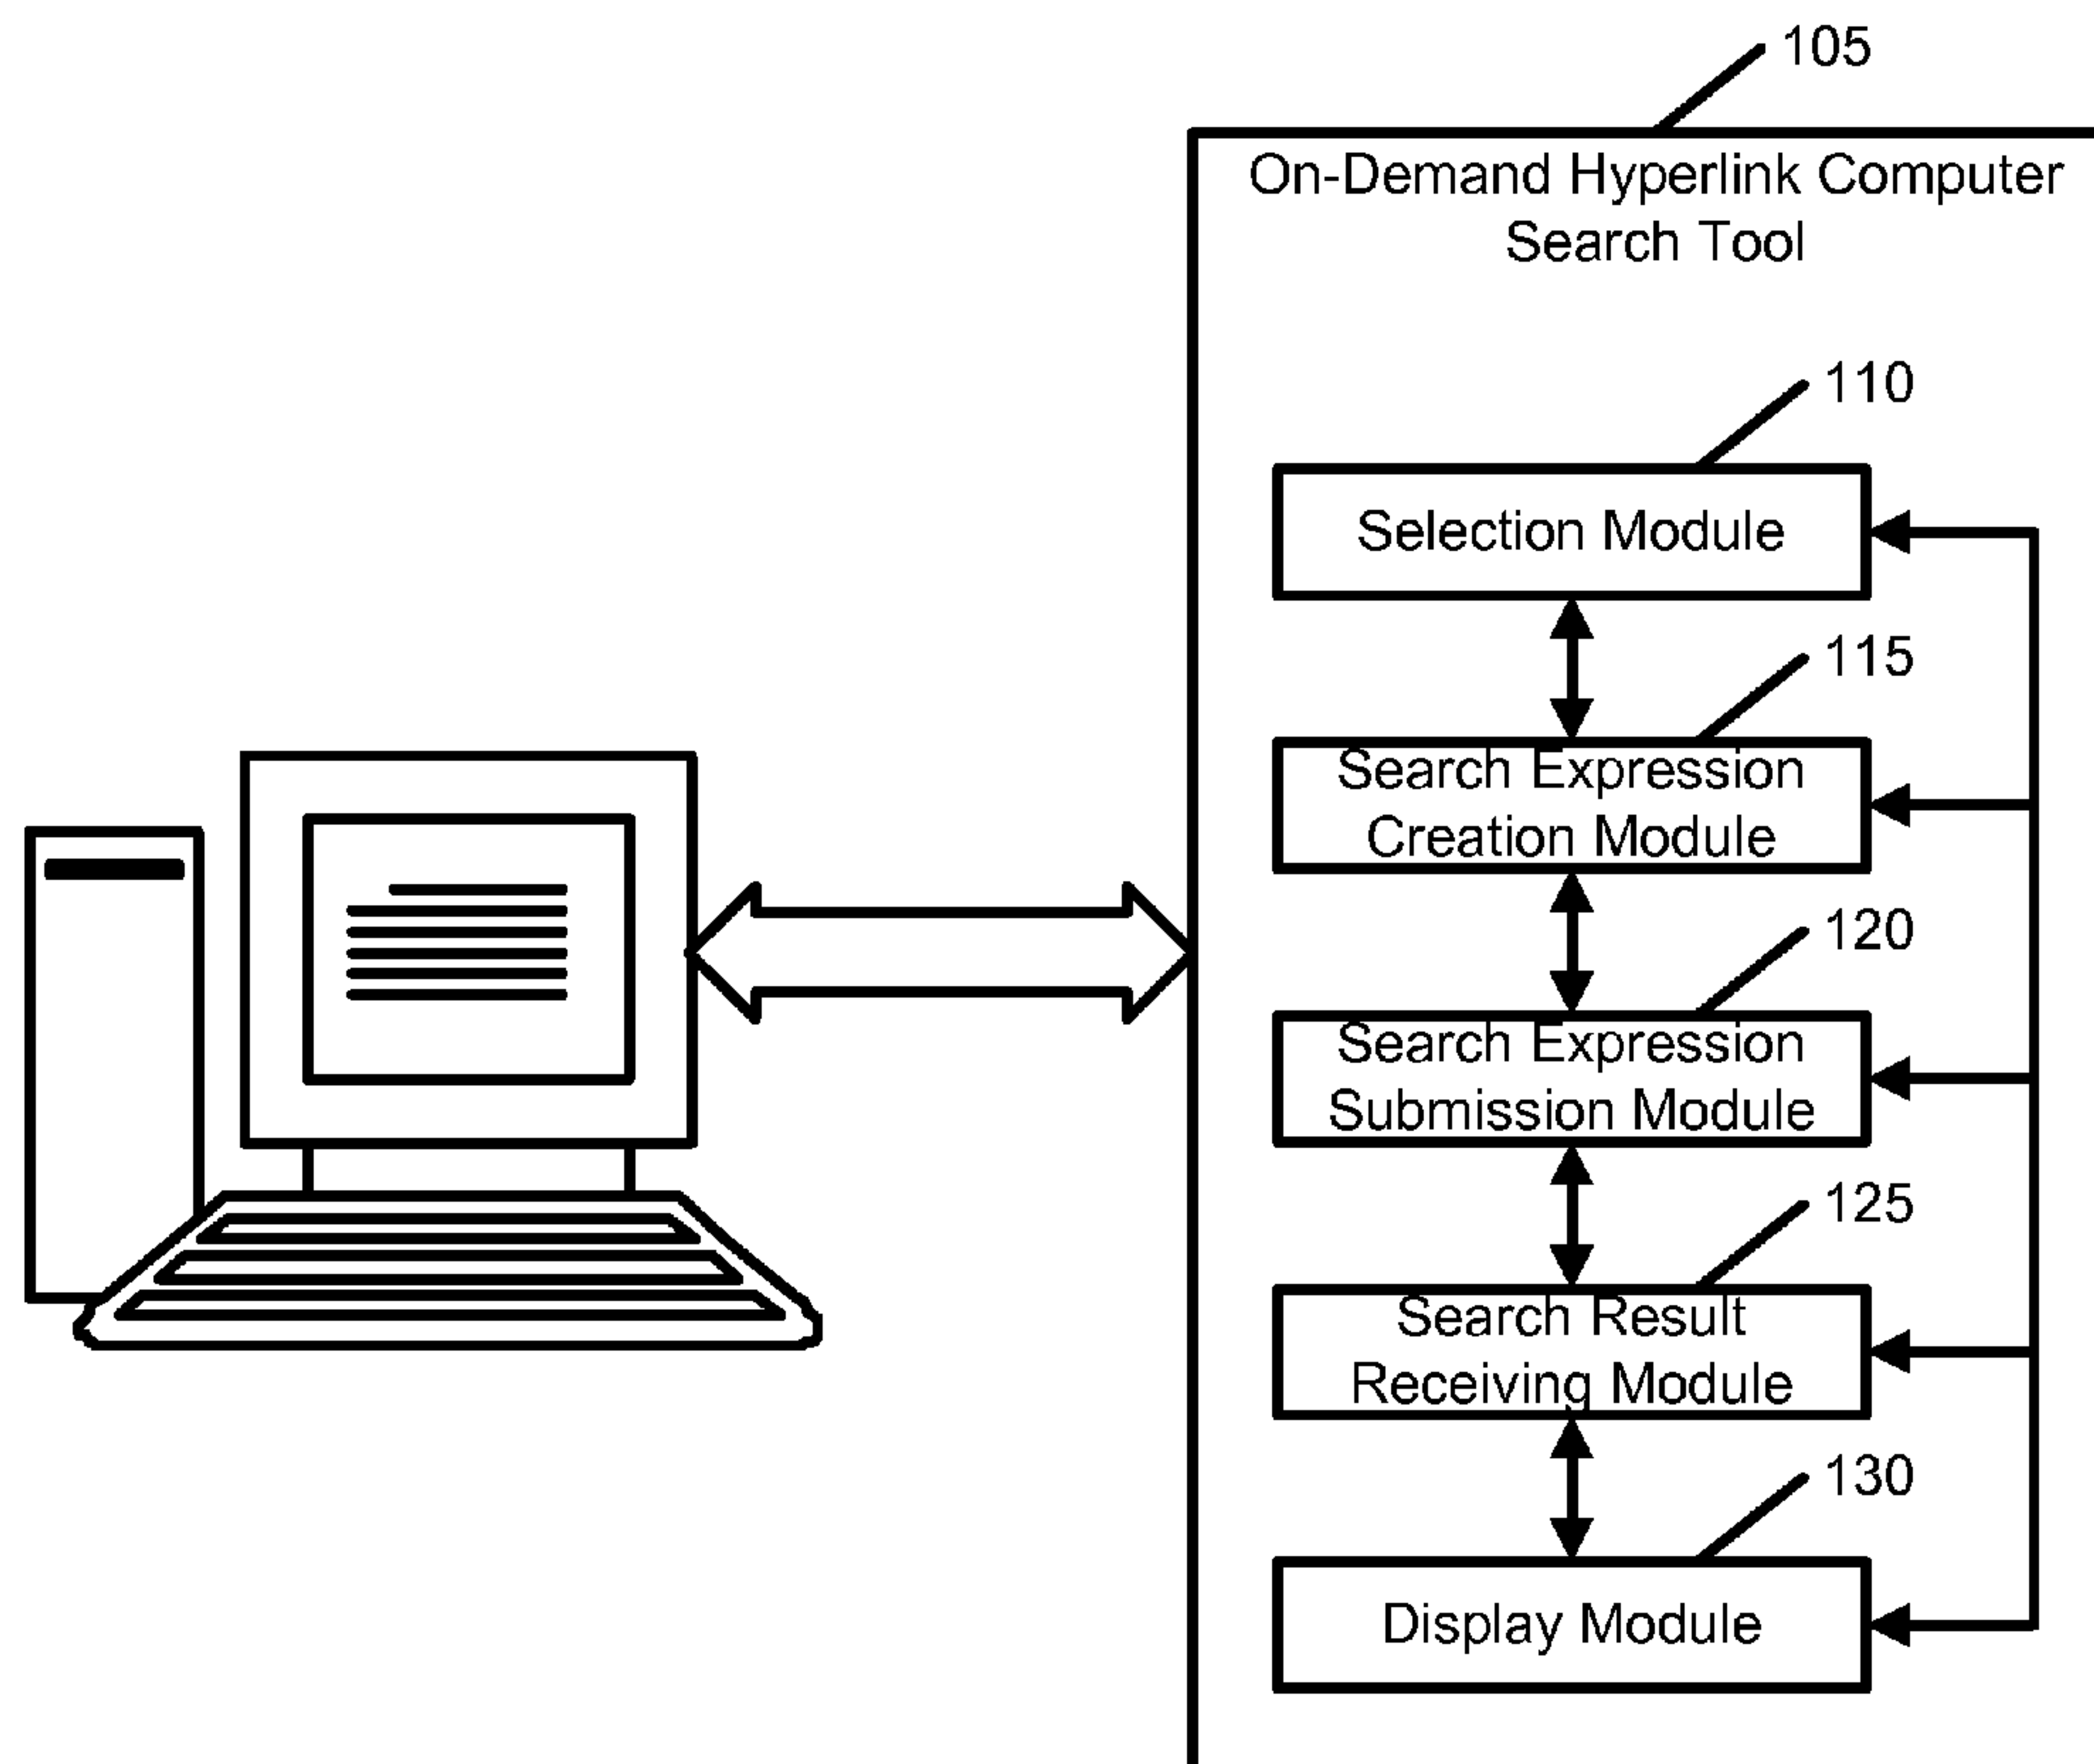 105
On-Demand Hyperlink Computer
Search Tool
110
Selection Module
115
Search Expression
Creation Module
120
Search Expression
Submission Module
125
Search Result
Receiving Module
130
Display Module